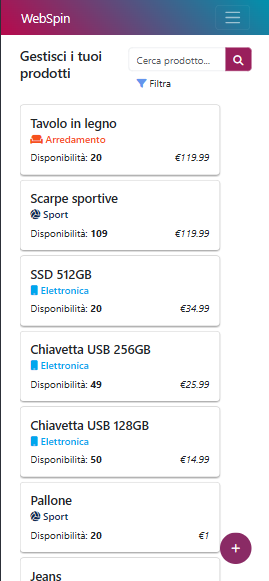 WebSpin
Gestisci i tuoi
prodotti
Cerca prodotto...
Filtra
Tavolo in legno
Arredamento
Disponibilità: 20
€119.99
Scarpe sportive
Sport
Disponibilità: 109
€119.99
SSD 512GB
Elettronica
Disponibilità: 20
€34.99
Chiavetta USB 256GB
Elettronica
Disponibilità: 49
€25.99
Chiavetta USB 128GB
Elettronica
Disponibilità: 50
€14.99
Pallone
Sport
Disponibilità: 20
€1
+
Jeans